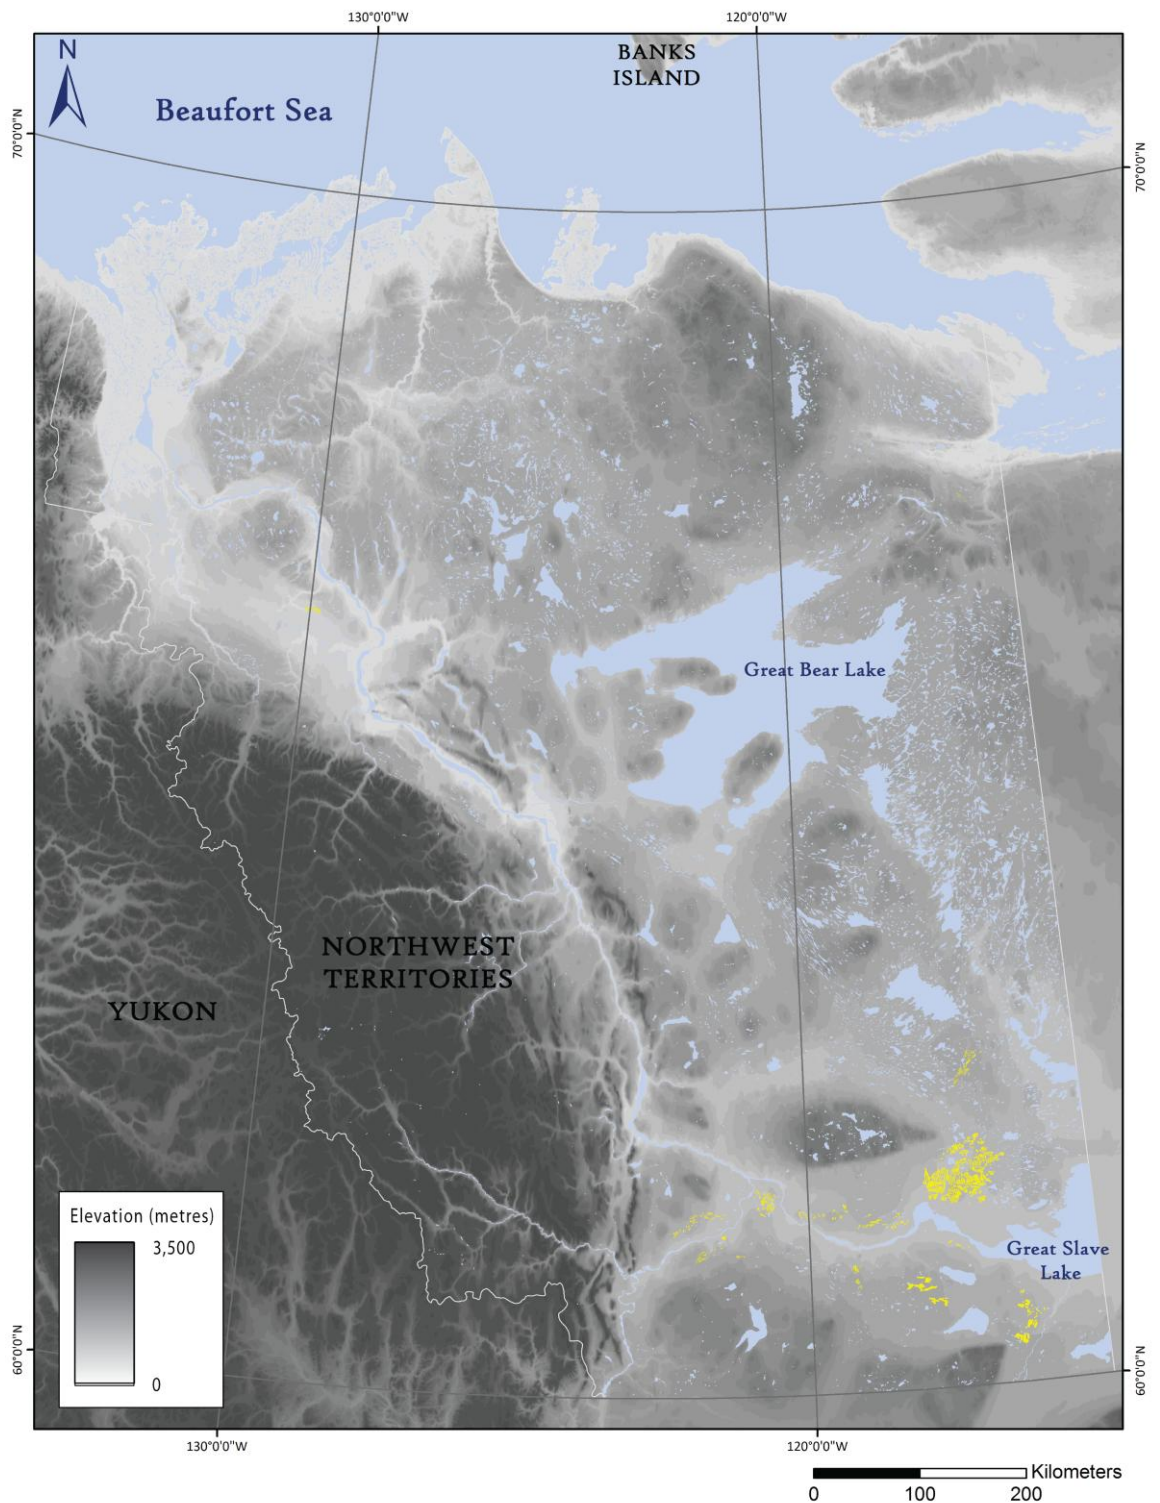 130°0'0"W
120°0'0"W
N
BANKS
ISLAND
Beaufort Sea
70°0'0"N
70°0'0"N
Great Bear Lake
NORTHWEST
TERRITORIES
YUKON
Elevation (metres)
3,500
0
Great Slave
Lake
60°0'0"N
60°0'0"N
130°0'0"W
120°0'0"W
Kilometers
0
100
200